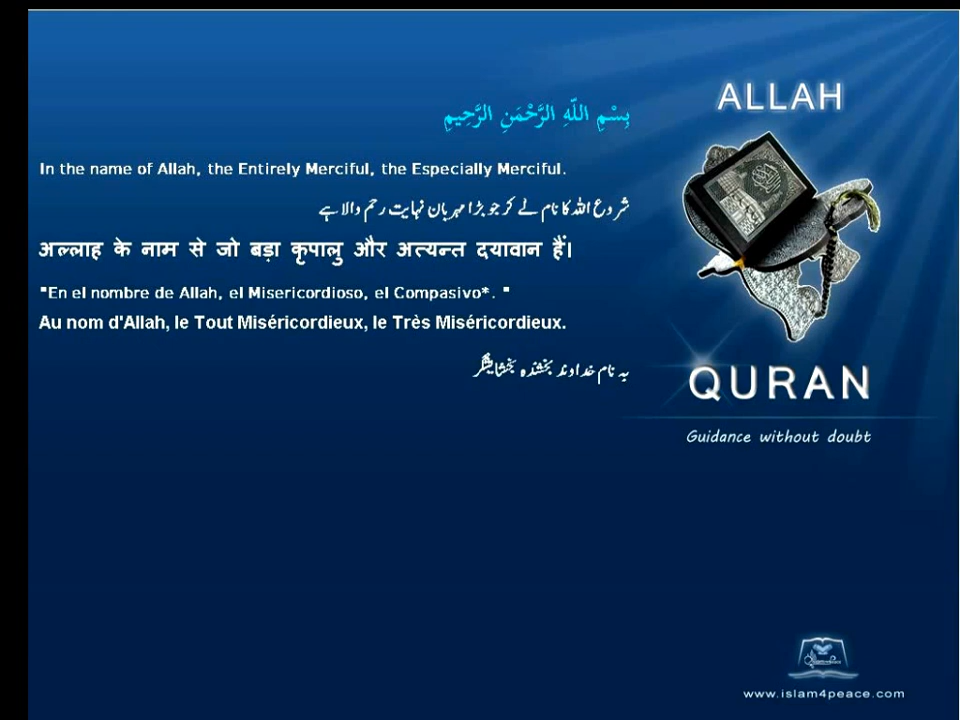 بِسْمِ اللّهِ الرَّحْمَنِ الرَّحِيمِ
In the name of Allah, the Entirely Merciful, the Especially Merciful.
شروع الله کا نام لے کر جو بڑا مہربان نہایت رحم والا ہے
अल्लाह के नाम से जो बड़ा कृपालु और अत्यन्त दयावान हैं।
"En el nombre de Allah, el Misericordioso, el Compasivo*. "
Au nom d'Allah, le Tout Miséricordieux, le Très Miséricordieux.
به نام خداوند بخشنده بخشایشگر
ALLAH
QURAN
Guidance without doubt
www.islam4peace.com